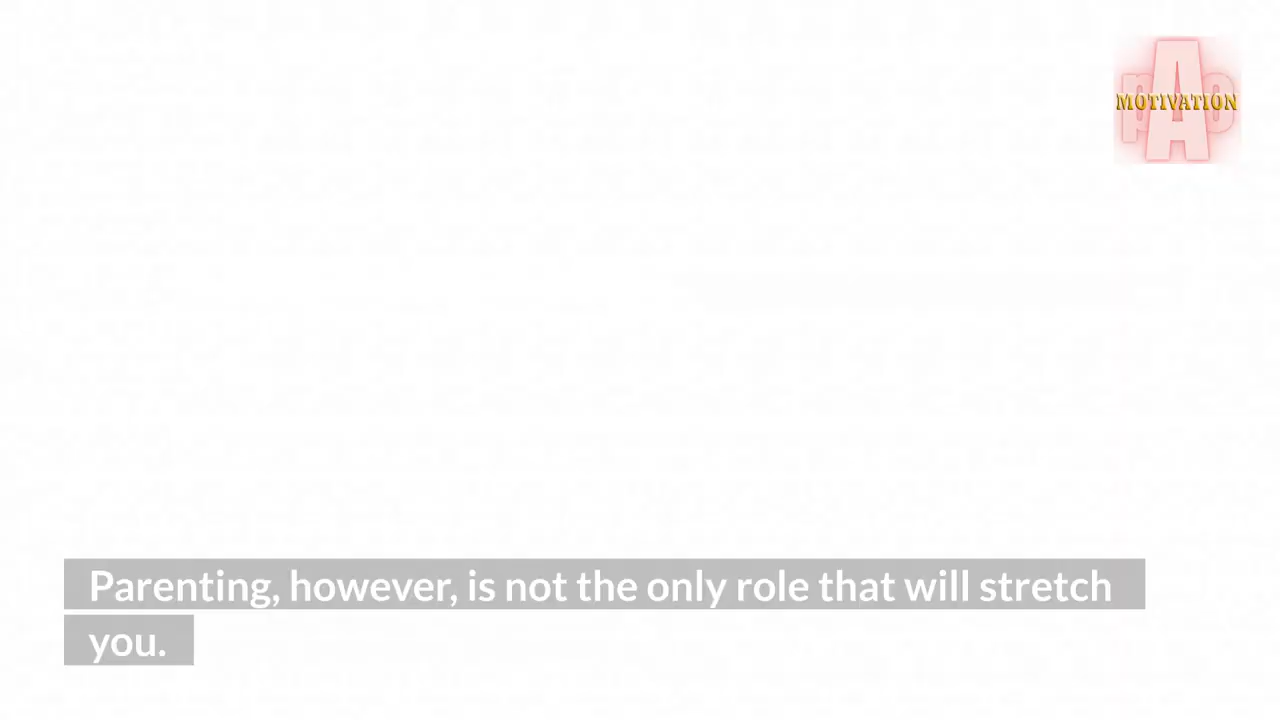 MOTIVATION
Parenting, however, is not the only role that will stretch
you.